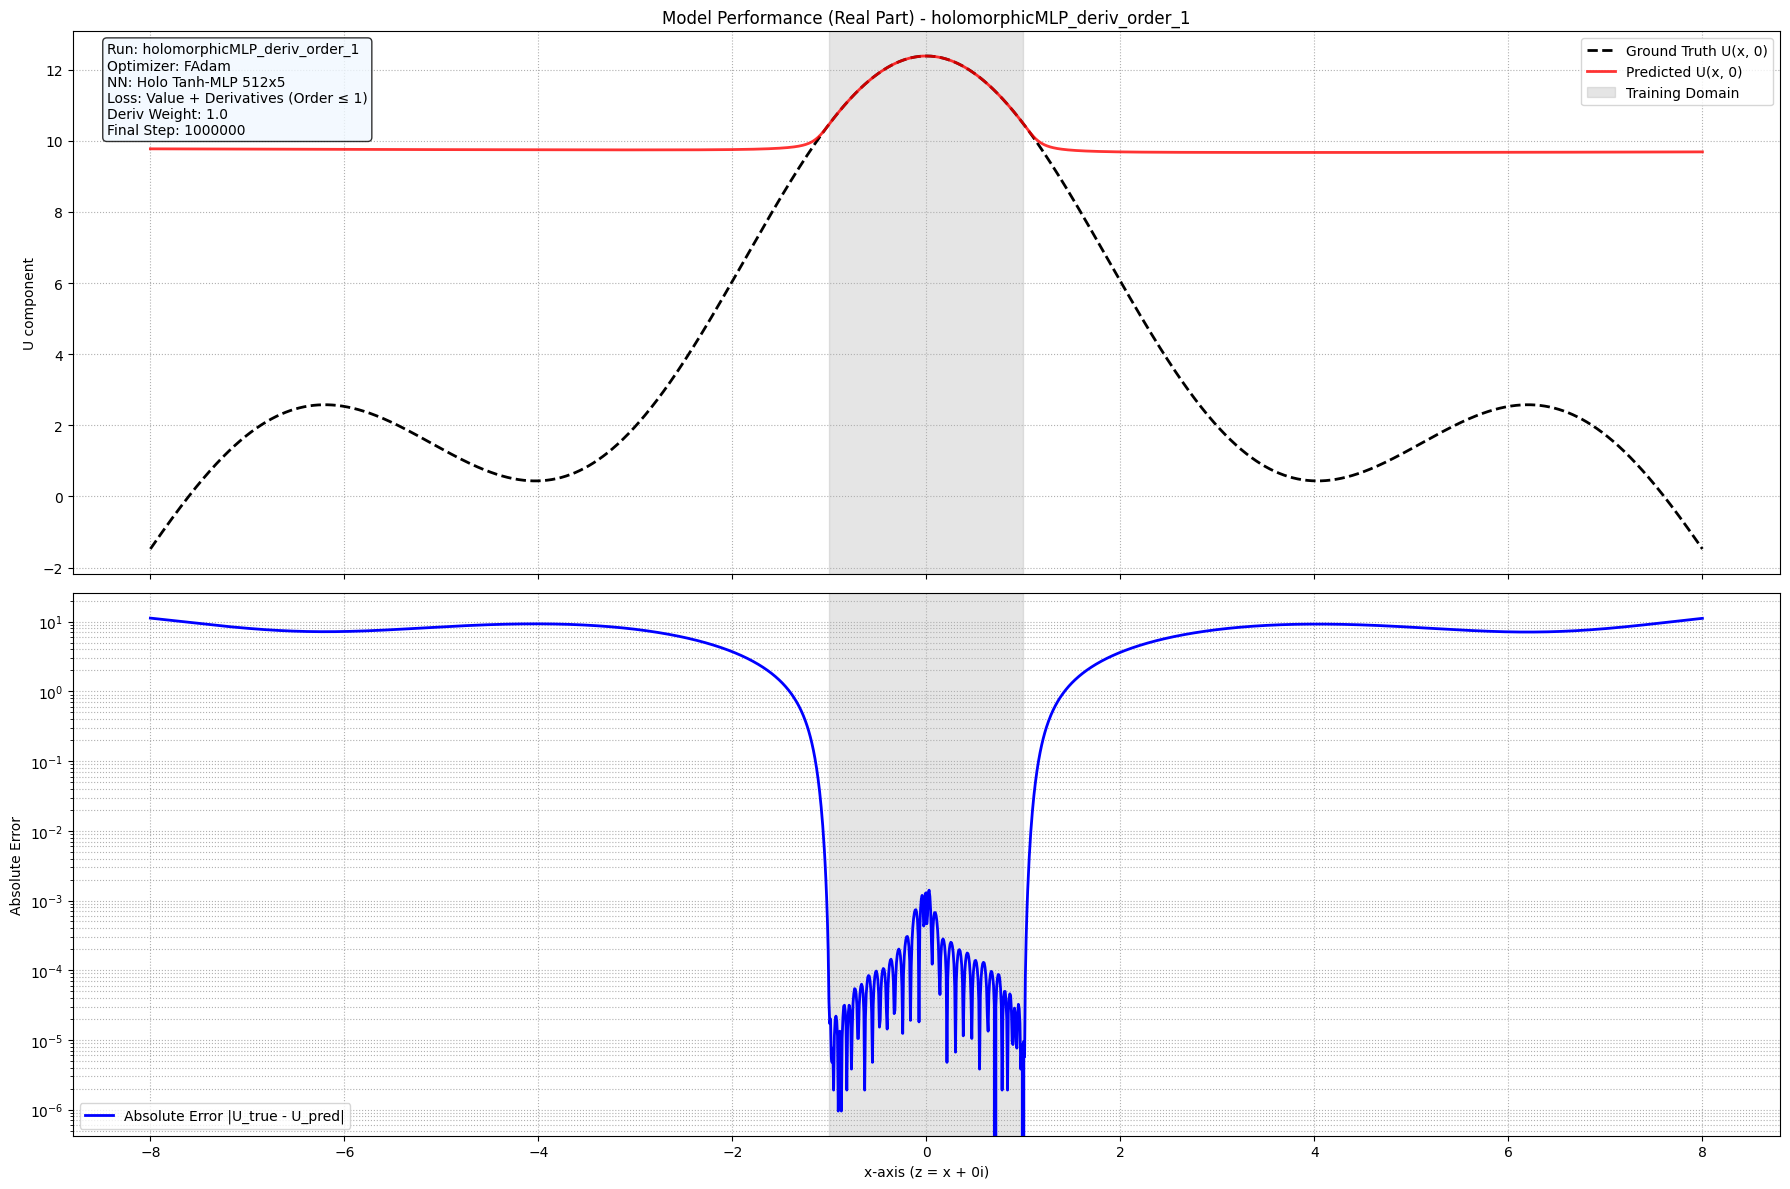 Model Performance (Real Part) - holomorphicMLP_deriv_order_1
Run: holomorphicMLP_deriv_order_1
Optimizer: FAdam
NN: Holo Tanh-MLP 512x5
Loss: Value + Derivatives (Order ≤ 1)
Deriv Weight: 1.0
Final Step: 1000000
Ground Truth U(x, 0)
Predicted U(x, 0)
Training Domain
U component
12
10
8
6
4
2
0
−2
Absolute Error
10¹
10⁰
10⁻¹
10⁻²
10⁻³
10⁻⁴
10⁻⁵
10⁻⁶
Absolute Error |U_true - U_pred|
−8 −6 −4 −2 0 2 4 6 8
x-axis (z = x + 0i)